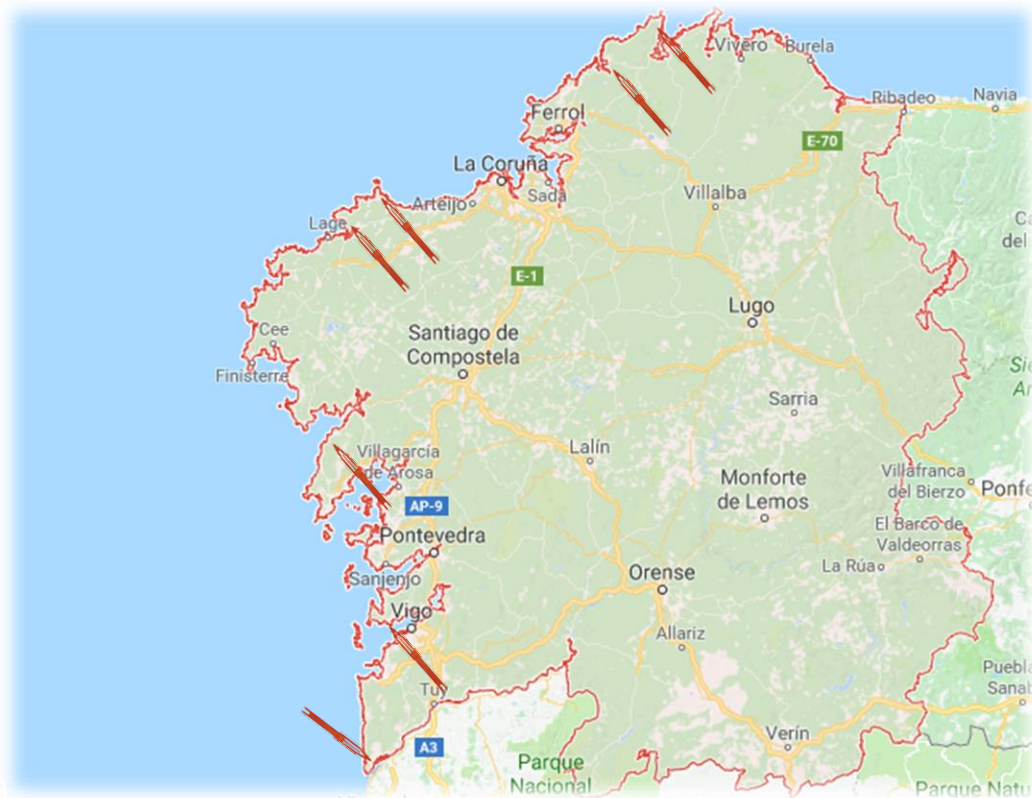 Vivero
Burela
Ribadeo
Navia
Ferrol
E-70
La Coruña
Sada
Villalba
Arteijo
Lage
E-1
Lugo
Cee
Santiago de
Compostela
Finisterre
Sarria
Lalín
Villagarcía
de Arosa
Monforte
de Lemos
Villafranca
del Bierzo
AP-9
Pontevedra
El Barco de
Valdeorras
La Rúa
Sanjenjo
Orense
Vigo
Allariz
Tuy
A3
Verín
Parque
Nacional